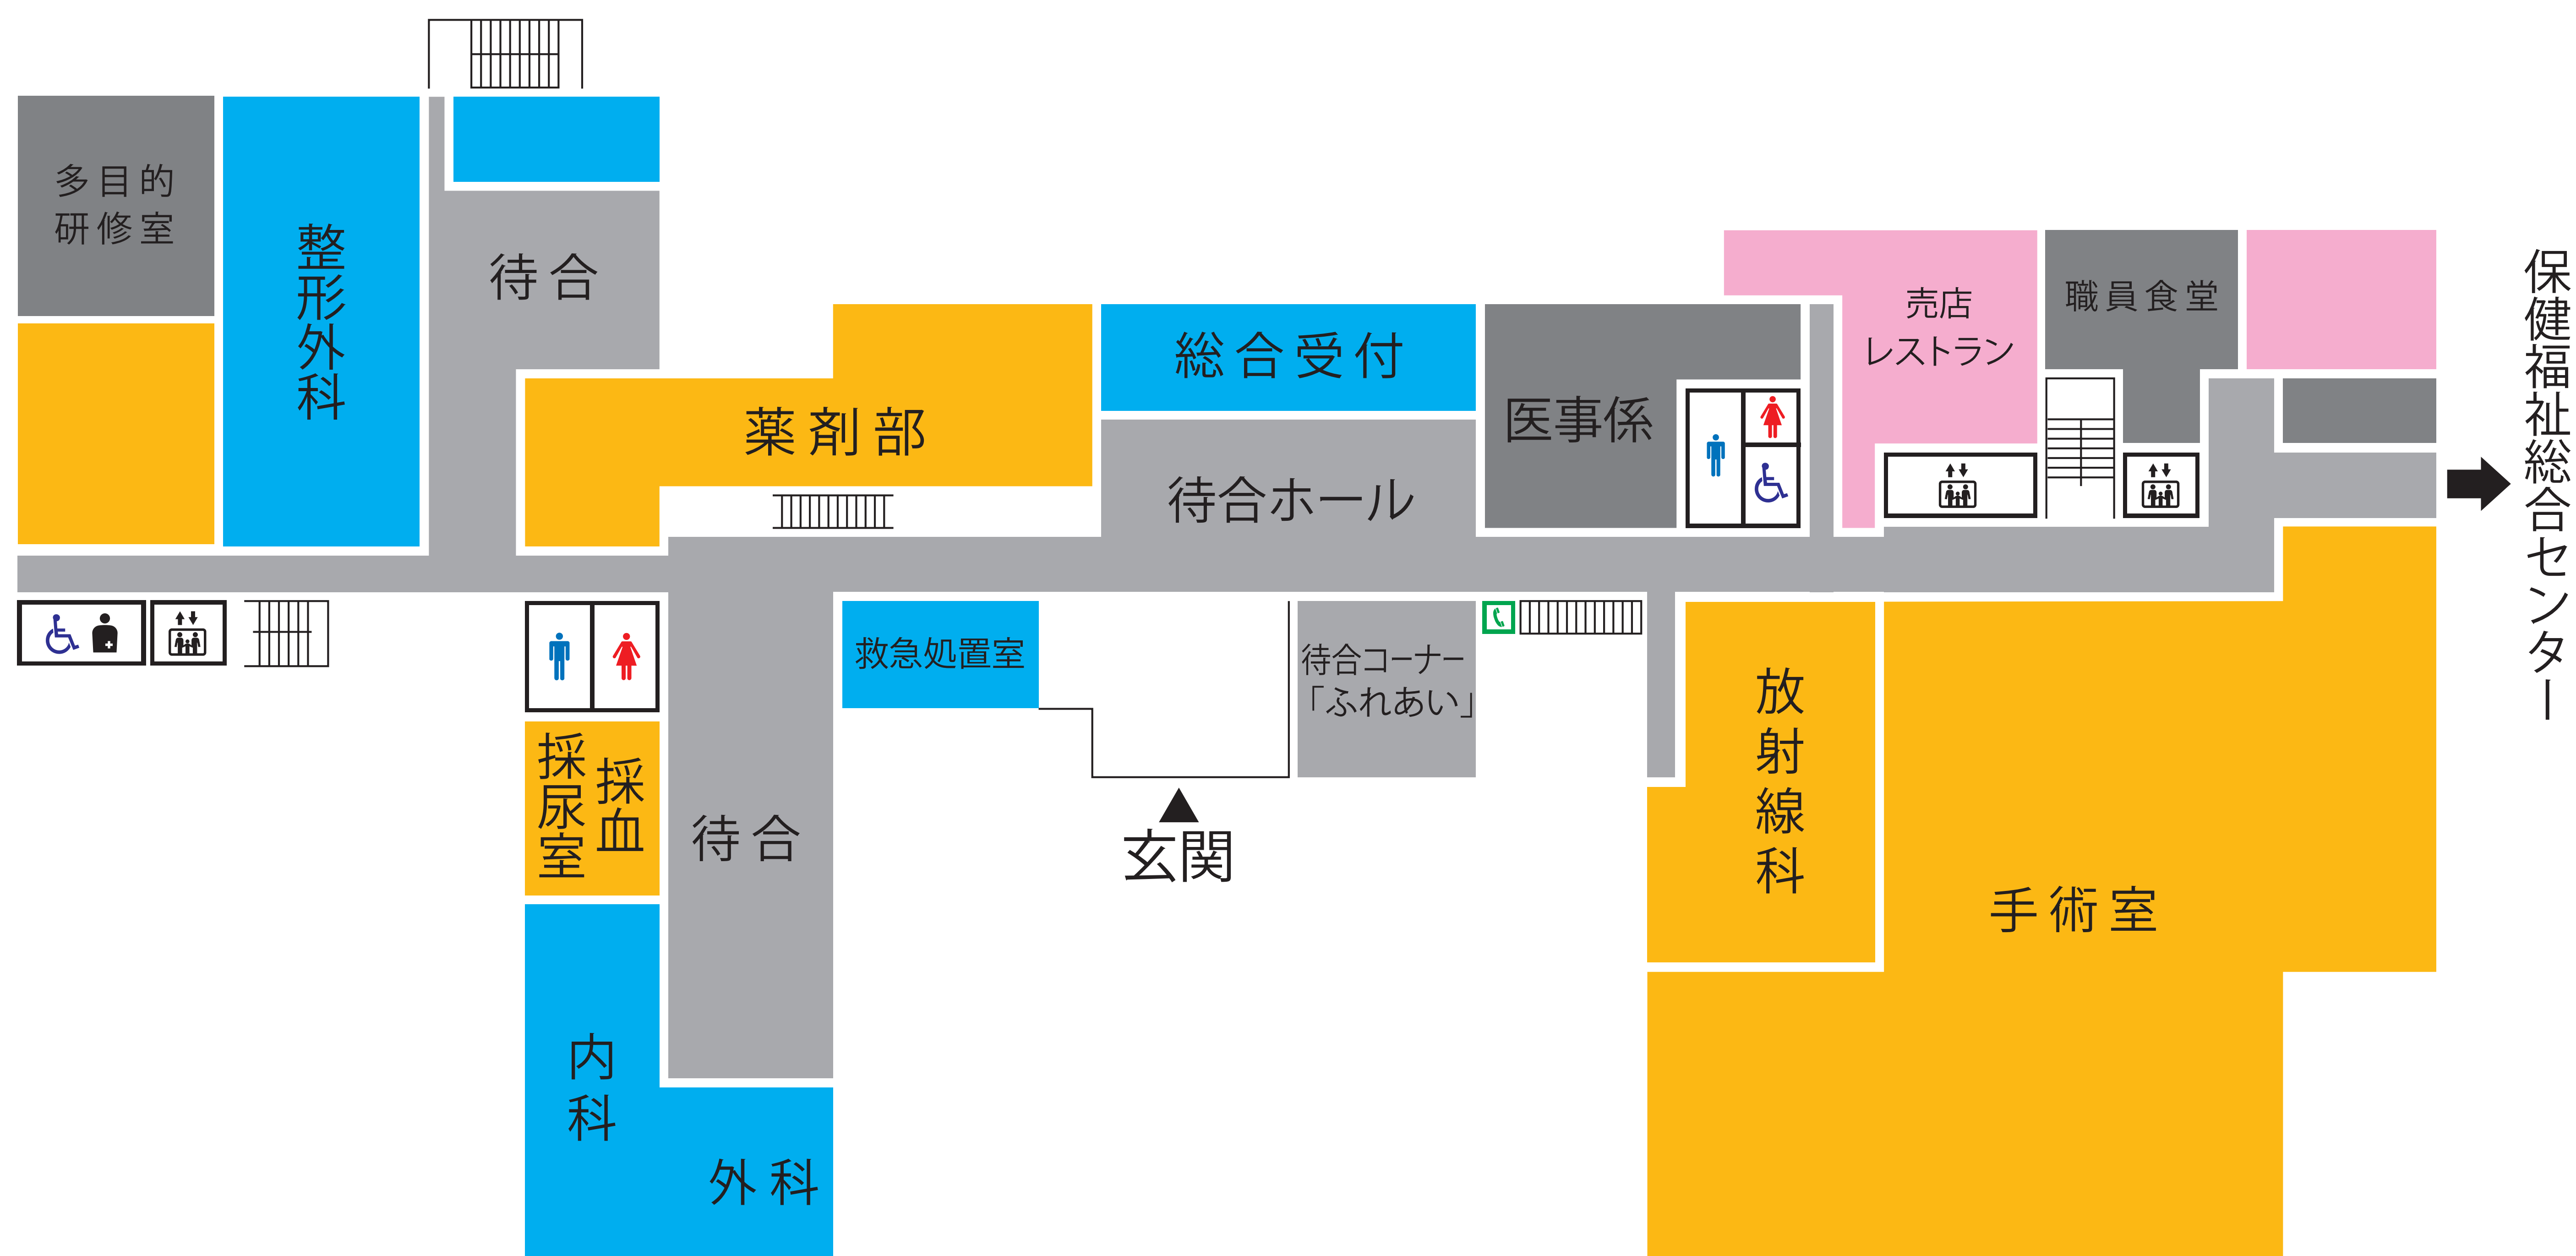 多目的
研修室
整形外科
待合
薬剤部
総合受付
待合ホール
医事係
売店
レストラン
職員食堂
保健福祉総合センター
救急処置室
待合コーナー
「ふれあい」
採血
採尿室
待合
玄関
放射線科
手術室
内科
外科